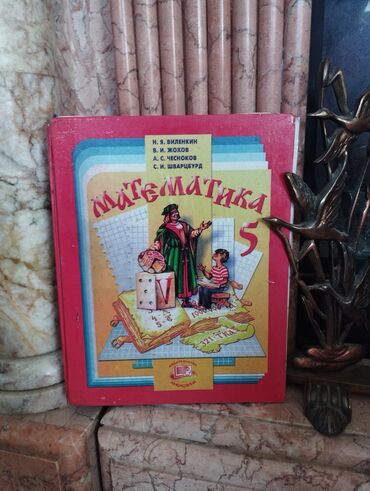 Н. Я. ВИЛЕНКИН
В. И. ЖОХОВ
А. С. ЧЕСНОКОВ
С. И. ШВАРЦБУРД
МАТЕМАТИКА
5
V